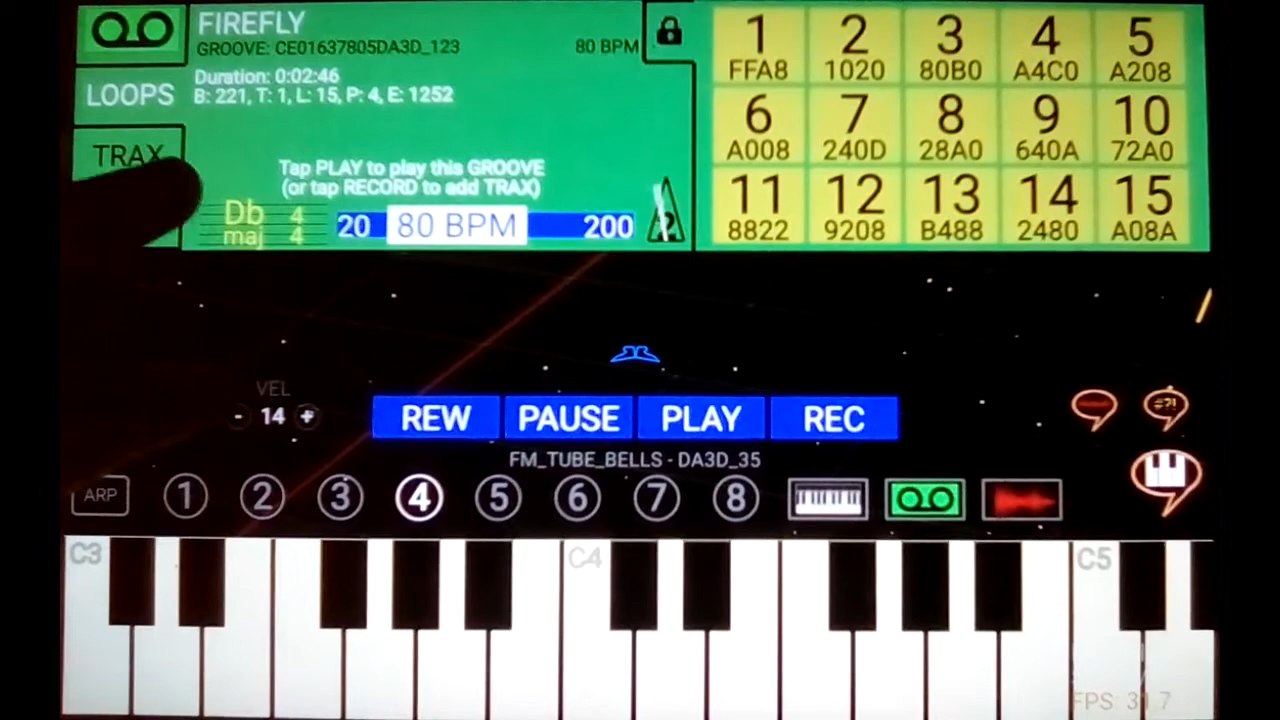 FIREFLY
GROOVE: CE01637805DA3D_123
80 BPM
LOOPS
Duration: 0:02:46
B: 221, T: 1, L: 15, P: 4, E: 1252
TRAX
Tap PLAY to play this GROOVE
(or tap RECORD to add TRAX)
Db 4
maj 4
20 80 BPM 200
1 2 3 4 5
FFA8 1020 80B0 A4C0 A208
6 7 8 9 10
A008 240D 28A0 640A 72A0
11 12 13 14 15
8822 9208 B488 2480 A08A
VEL
- 14 +
REW PAUSE PLAY REC
FM_TUBE_BELLS - DA3D_35
ARP 1 2 3 4 5 6 7 8
C3 C4 C5